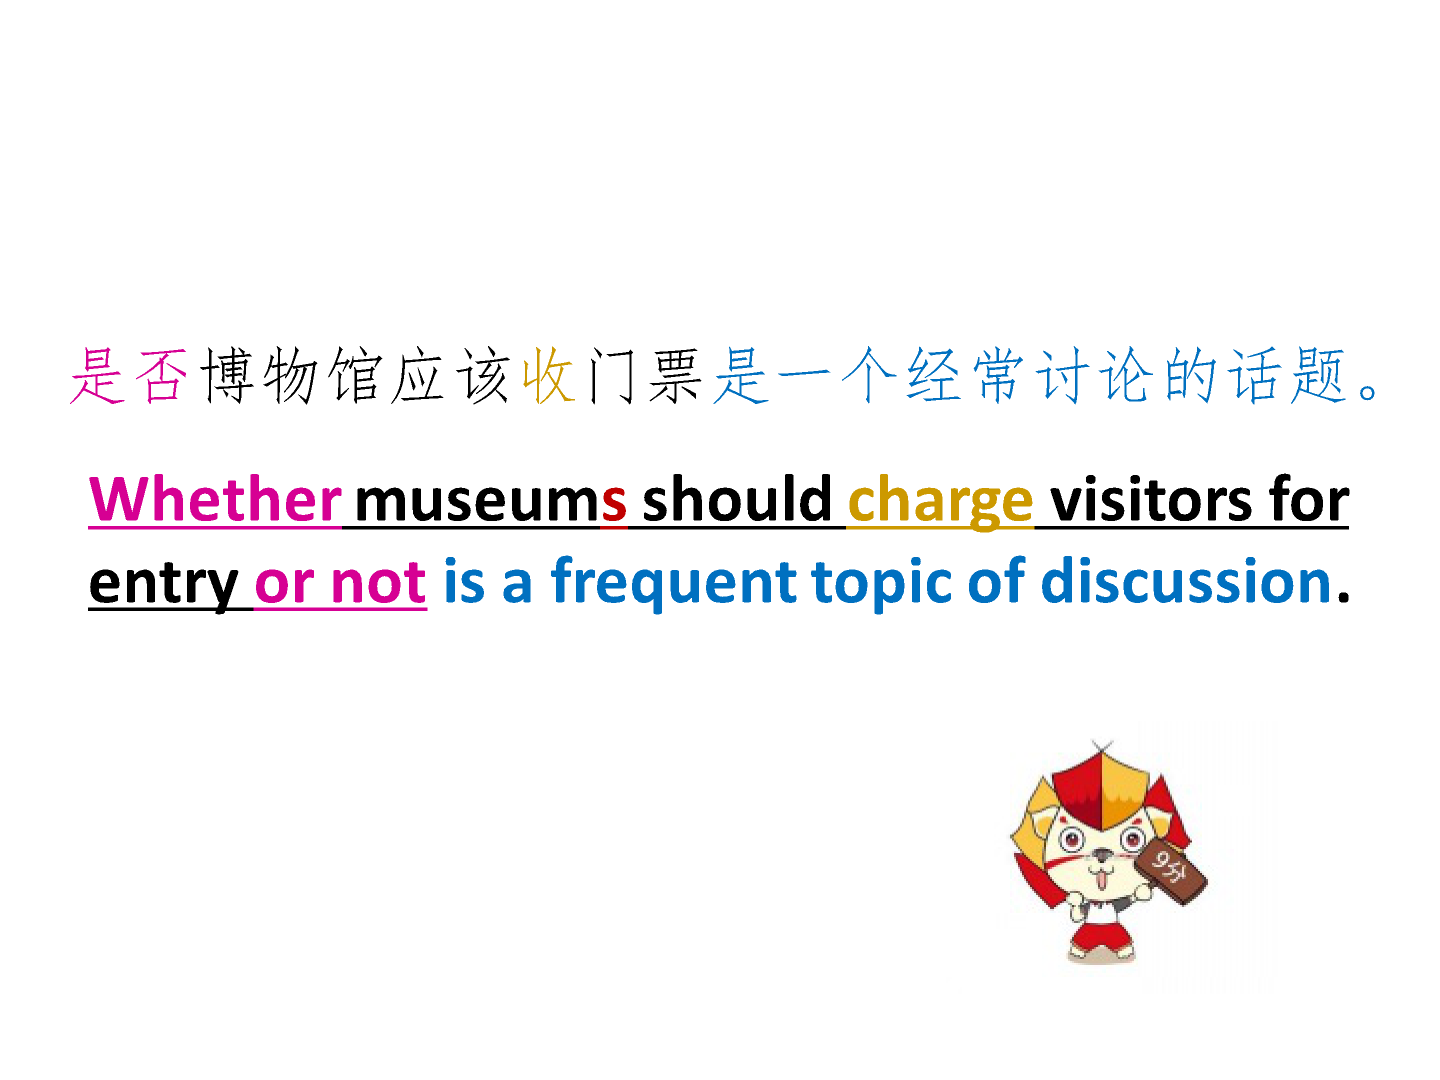 是否博物馆应该收门票是一个经常讨论的话题。
Whether museums should charge visitors for
entry or not is a frequent topic of discussion.
9分